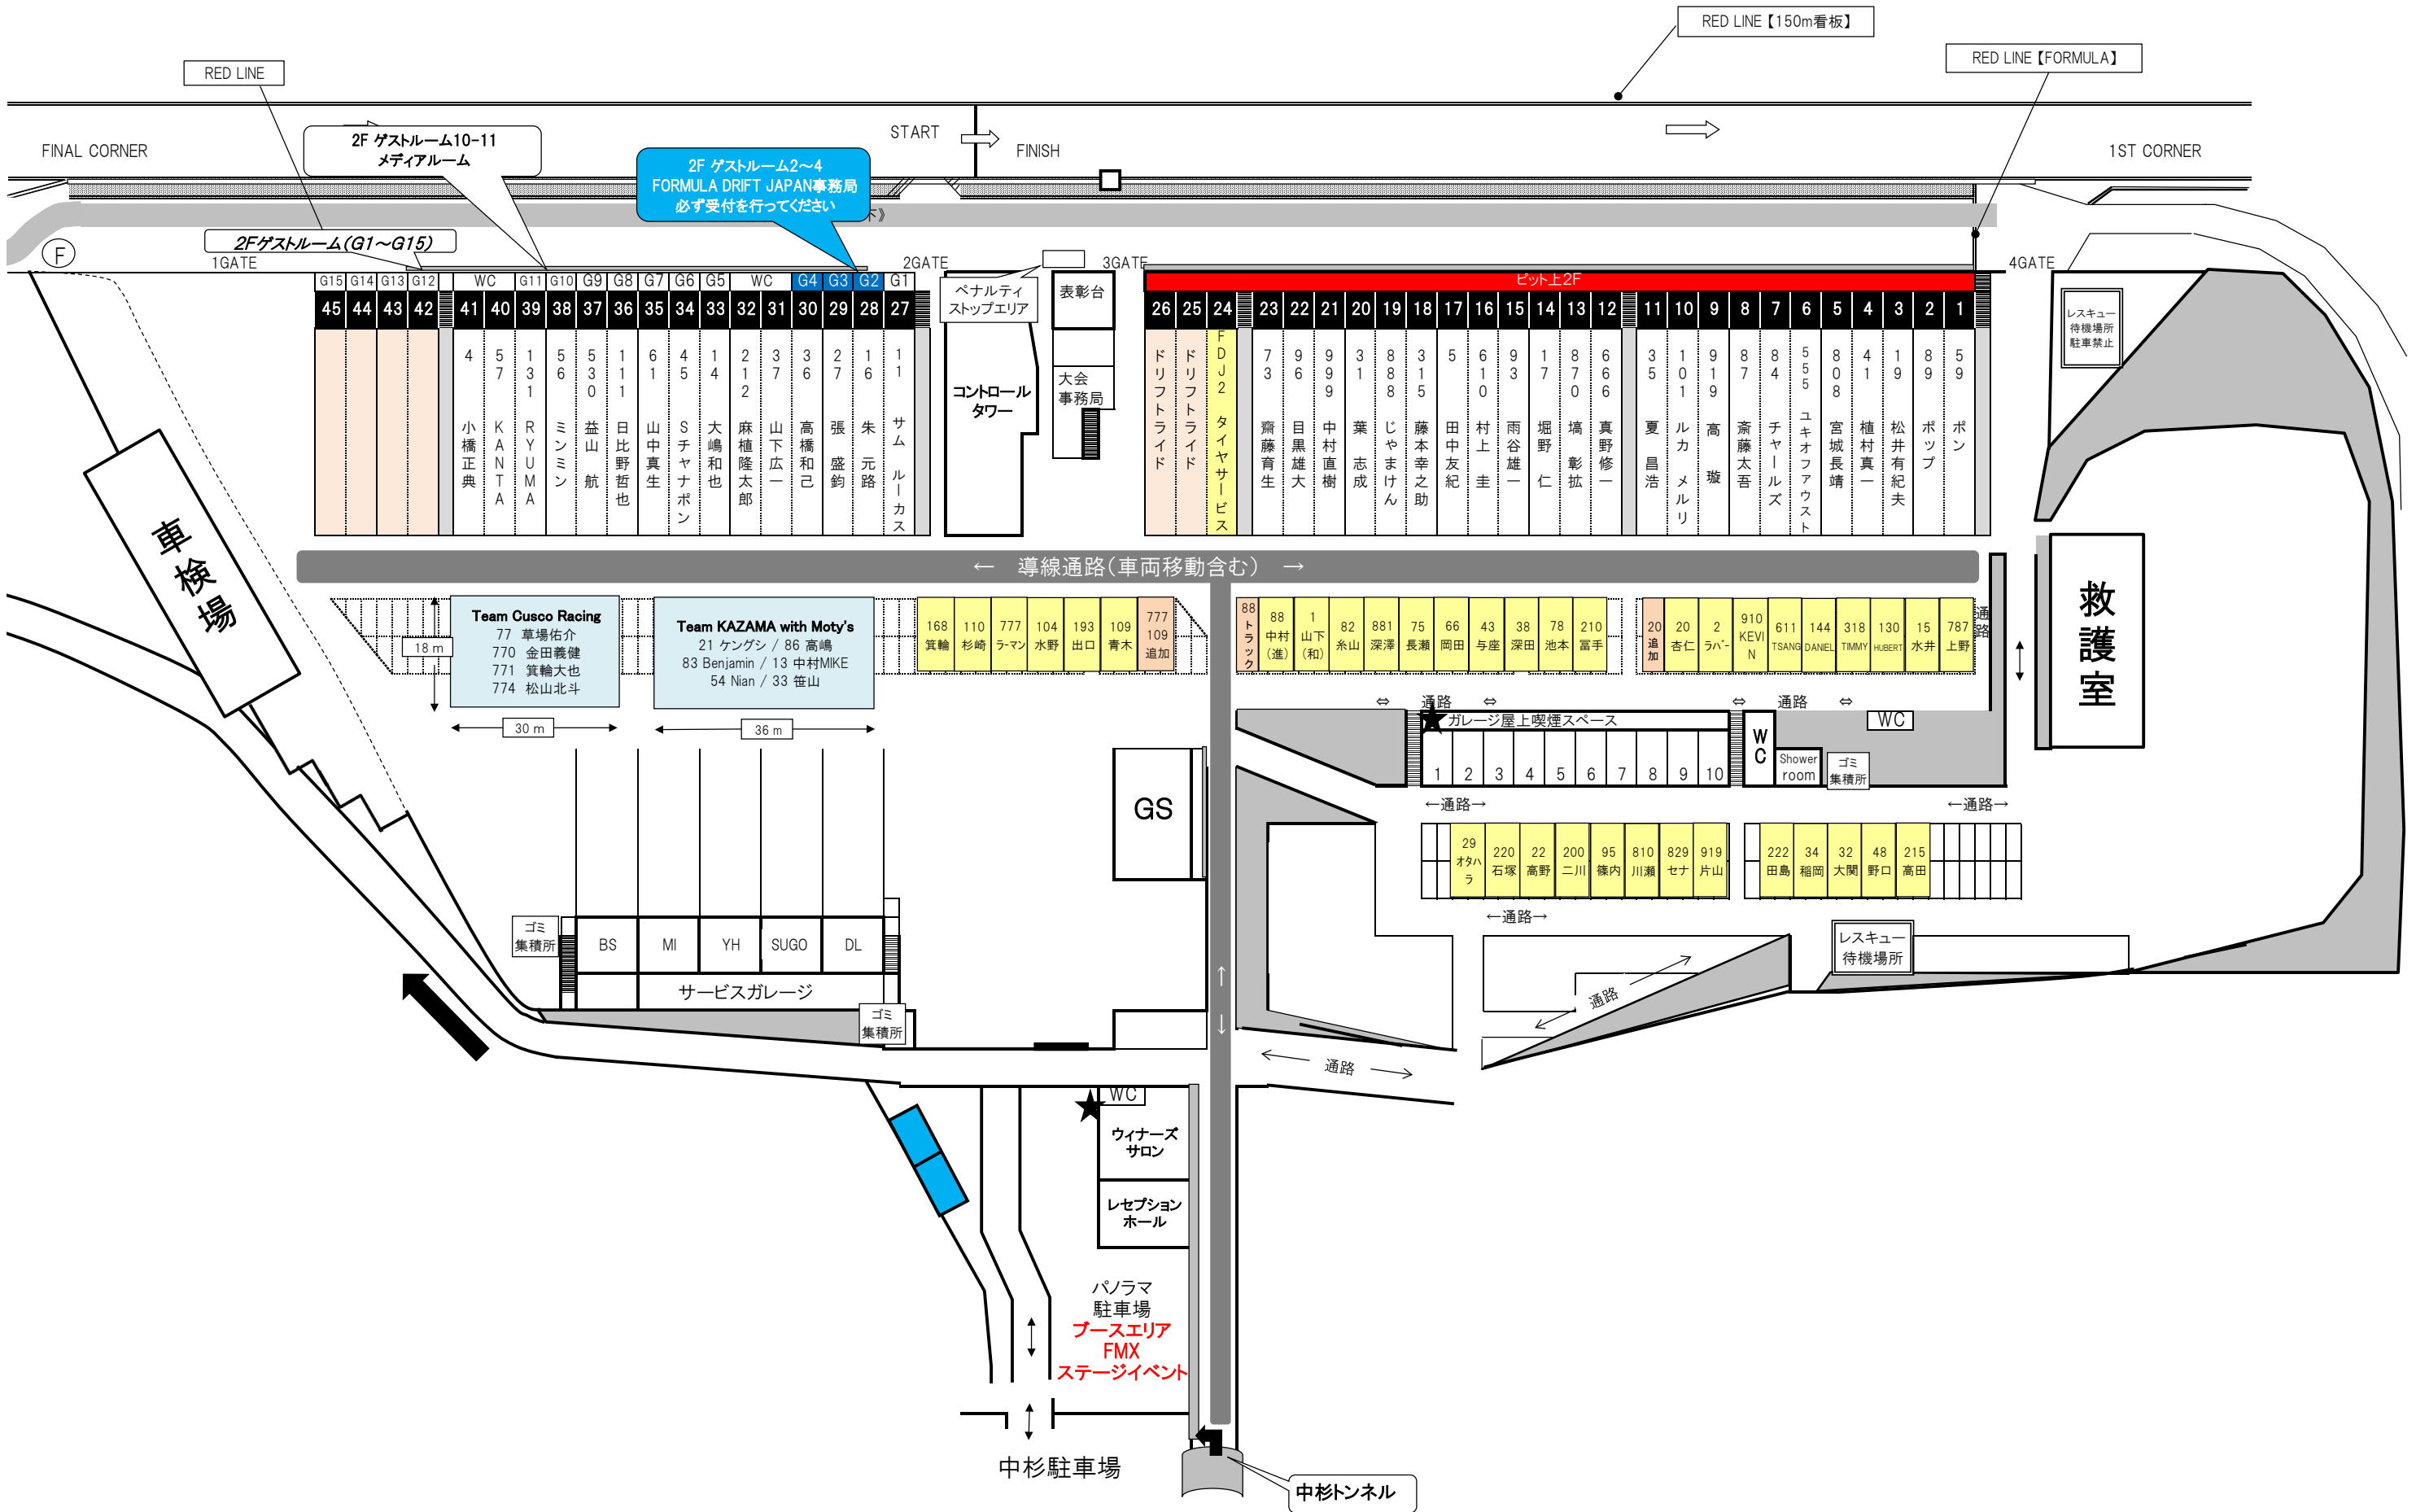 RED LINE【150m看板】
RED LINE【FORMULA】
RED LINE
2F ゲストルーム10-11
メディアルーム
START
FINISH
FINAL CORNER
1ST CORNER
2F ゲストルーム2～4
FORMULA DRIFT JAPAN事務局
必ず受付を行ってください
下》
F
2Fゲストルーム(G1～G15)
1GATE
2GATE
3GATE
4GATE
G15 G14 G13 G12 WC G11 G10 G9 G8 G7 G6 G5 WC G4 G3 G2 G1
45 44 43 42 41 40 39 38 37 36 35 34 33 32 31 30 29 28 27
4 小橋正典
57 KANTA
131 RYUMA
56 ミンミン
530 益山 航
111 日比野哲也
61 山中真生
45 Sチャナポン
14 大嶋和也
212 麻植隆太郎
37 山下広一
36 高橋和己
27 張 盛鈞
16 朱 元路
11 サム ルーカス
ペナルティ
ストップエリア
コントロール
タワー
表彰台
大会
事務局
ピット上2F
26 25 24 23 22 21 20 19 18 17 16 15 14 13 12 11 10 9 8 7 6 5 4 3 2 1
ドリフトライド
ドリフトライド
FDJ2 タイヤサービス
73 齋藤育生
96 目黒雄大
999 中村直樹
31 葉 志成
888 じゃまけん
315 藤本幸之助
5 田中友紀
610 村上 圭
93 雨谷雄一
17 堀野 仁
870 塙 彰拡
666 真野修一
35 夏 昌浩
101 ルカ メルリ
919 高 璇
87 斎藤太吾
84 チャールズ
555 ユキオファウスト
808 宮城長靖
41 植村真一
19 松井有紀夫
89 ポップ
59 ポン
レスキュー
待機場所
駐車禁止
車検場
← 導線通路(車両移動含む) →
救護室
18 m
Team Cusco Racing
77 草場佑介
770 金田義健
771 箕輪大也
774 松山北斗
30 m
Team KAZAMA with Moty's
21 ケングシ / 86 高嶋
83 Benjamin / 13 中村MIKE
54 Nian / 33 笹山
36 m
168 箕輪
110 杉崎
777 ラーマン
104 水野
193 出口
109 青木
777 109 追加
88 トラック
88 中村(進)
1 山下(和)
82 糸山
881 深澤
75 長瀬
66 岡田
43 与座
38 深田
78 池本
210 冨手
20 追加
20 杏仁
2 ラバー
910 KEVIN
611 TSANG
144 DANIEL
318 TIMMY
130 HUBERT
15 水井
787 上野
通路
⇔ 通路 ⇔
⇔ 通路 ⇔
ガレージ屋上喫煙スペース
WC
WC
1 2 3 4 5 6 7 8 9 10
Shower
room
ゴミ
集積所
GS
←通路→
←通路→
29 オタハラ
220 石塚
22 高野
200 二川
95 篠内
810 川瀬
829 セナ
919 片山
222 田島
34 稲岡
32 大関
48 野口
215 高田
←通路→
レスキュー
待機場所
ゴミ
集積所
BS MI YH SUGO DL
サービスガレージ
ゴミ
集積所
↑
↓
通路
通路
WC
ウィナーズ
サロン
レセプション
ホール
パノラマ
駐車場
ブースエリア
FMX
ステージイベント
中杉駐車場
中杉トンネル